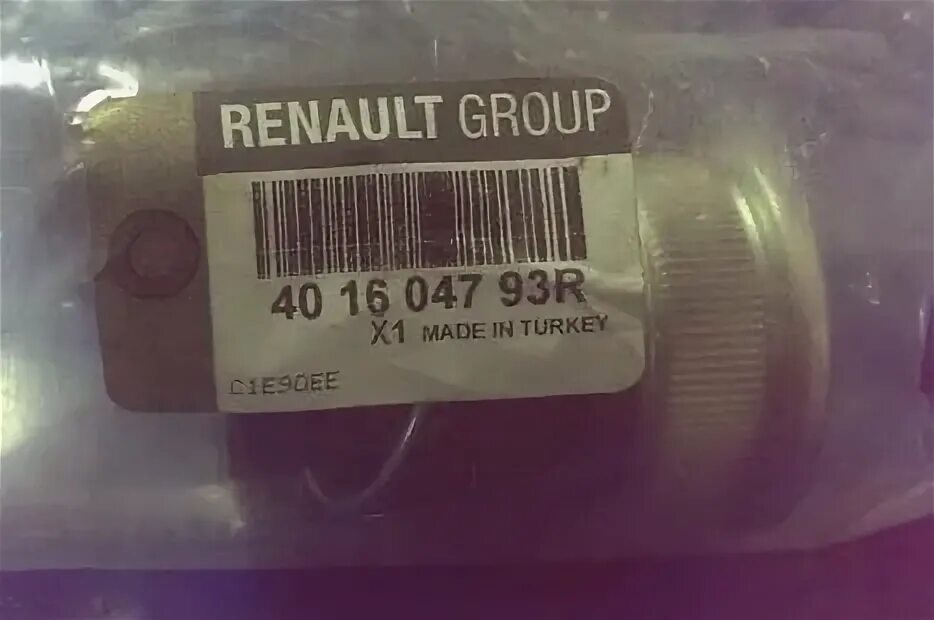 RENAULT GROUP
40 16 047 93R
X1 MADE IN TURKEY
C1E90EE